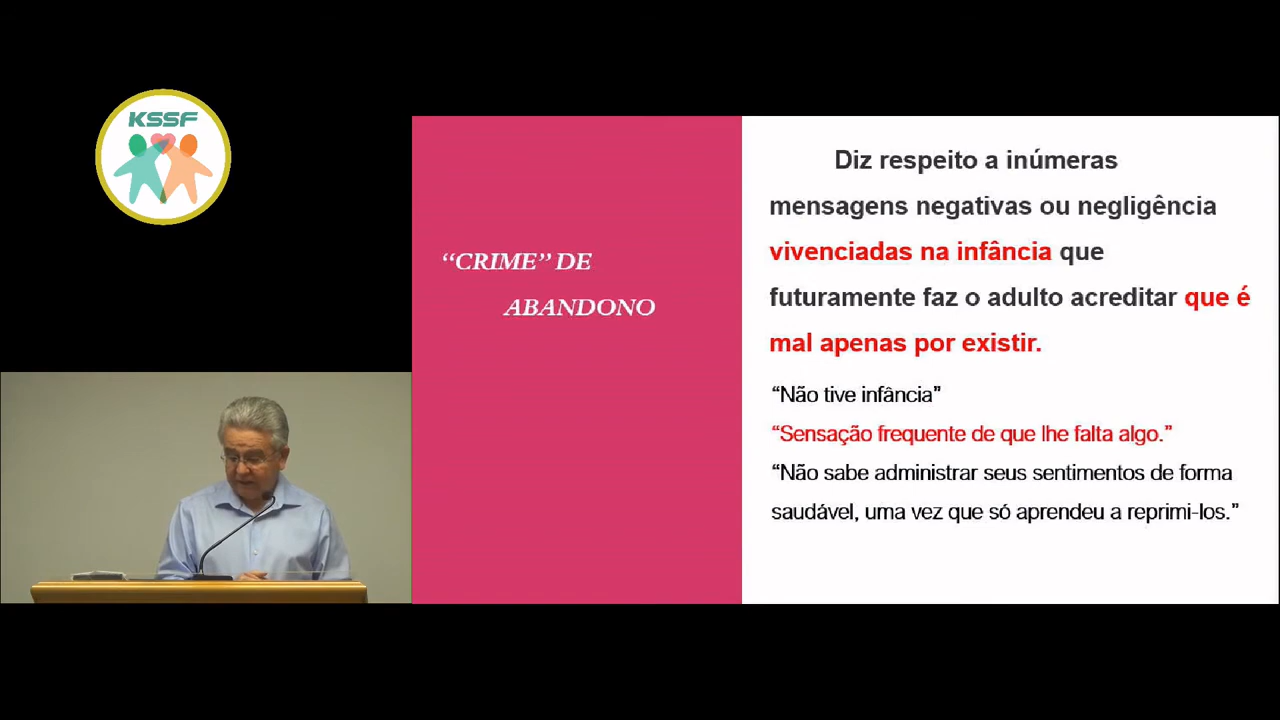 KSSF
“CRIME” DE
ABANDONO
Diz respeito a inúmeras
mensagens negativas ou negligência
vivenciadas na infância que
futuramente faz o adulto acreditar que é
mal apenas por existir.
“Não tive infância”
“Sensação frequente de que lhe falta algo.”
“Não sabe administrar seus sentimentos de forma
saudável, uma vez que só aprendeu a reprimi-los.”